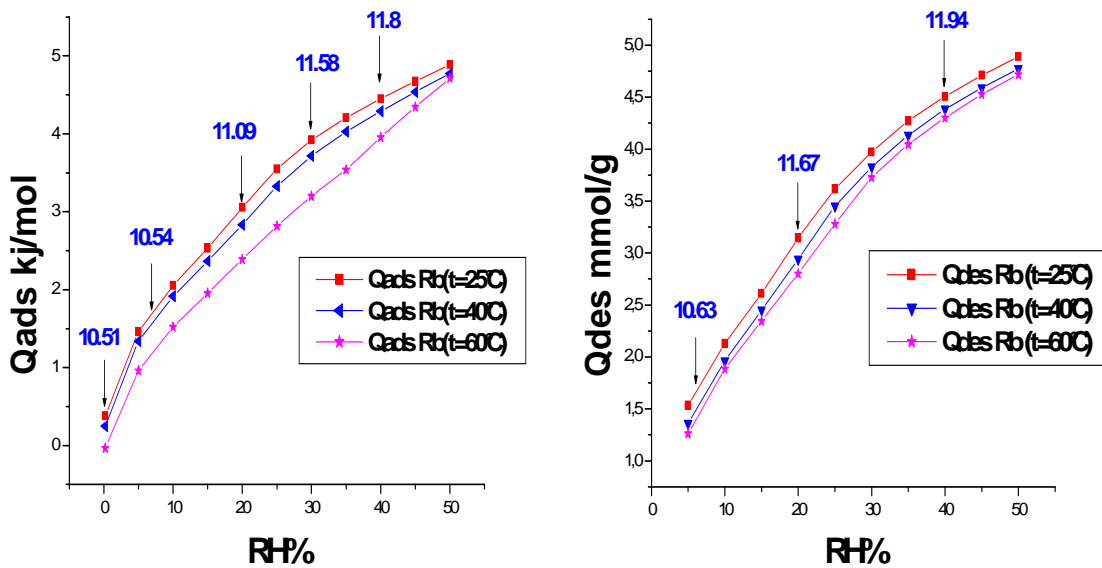 11.8
11.58
11.09
10.54
10.51
5
4
3
2
1
0
Qads kj/mol
Qads Rb(t=25°C)
Qads Rb(t=40°C)
Qads Rb(t=60°C)
0 10 20 30 40 50
RH%
11.94
11.67
10.63
5,0
4,5
4,0
3,5
3,0
2,5
2,0
1,5
1,0
Qdes mmol/g
Qdes Rb (t=25°C)
Qdes Rb (t=40°C)
Qdes Rb (t=60°C)
0 10 20 30 40 50
RH%